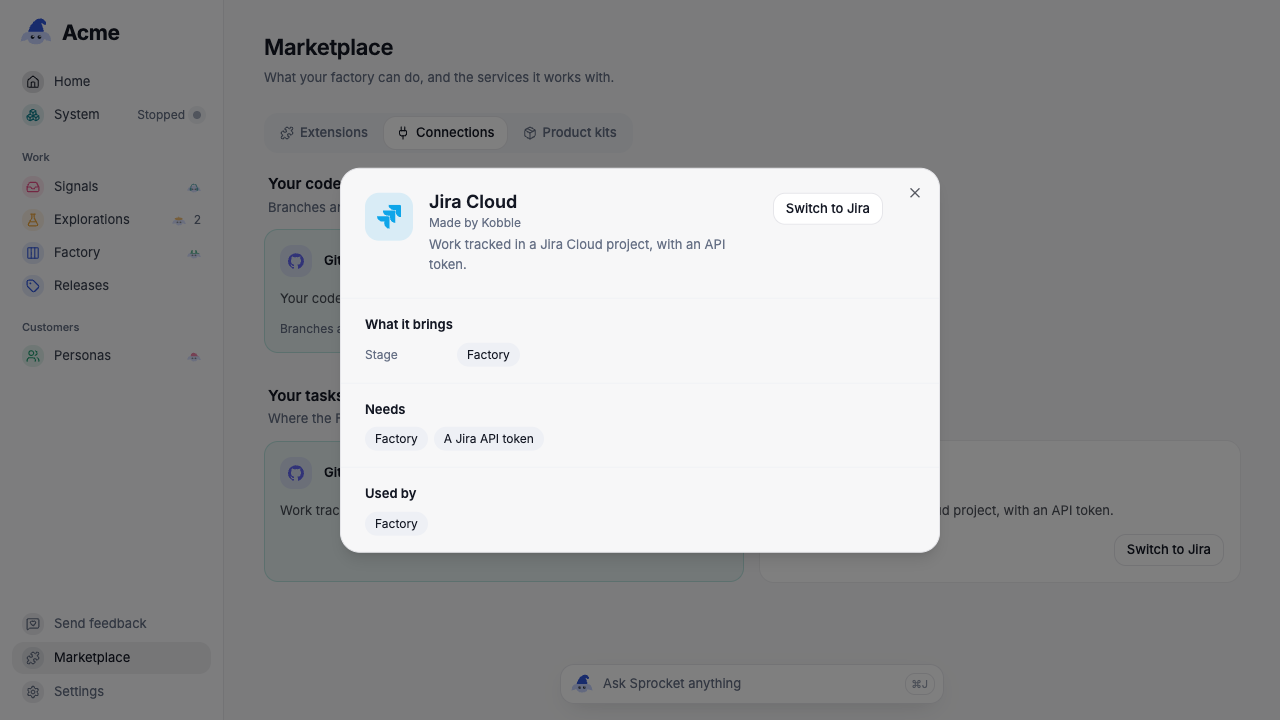 Acme
Home
System
Stopped
Work
Signals
Explorations
2
Factory
Releases
Customers
Personas
Send feedback
Marketplace
Settings
Marketplace
What your factory can do, and the services it works with.
Extensions
Connections
Product kits
Your code
Branches
Your code
Branches
Your tasks
Where the
Work
project, with an API token.
Switch to Jira
Jira Cloud
Made by Kobble
Work tracked in a Jira Cloud project, with an API
token.
Switch to Jira
What it brings
Stage
Factory
Needs
Factory
A Jira API token
Used by
Factory
Ask Sprocket anything
⌘J